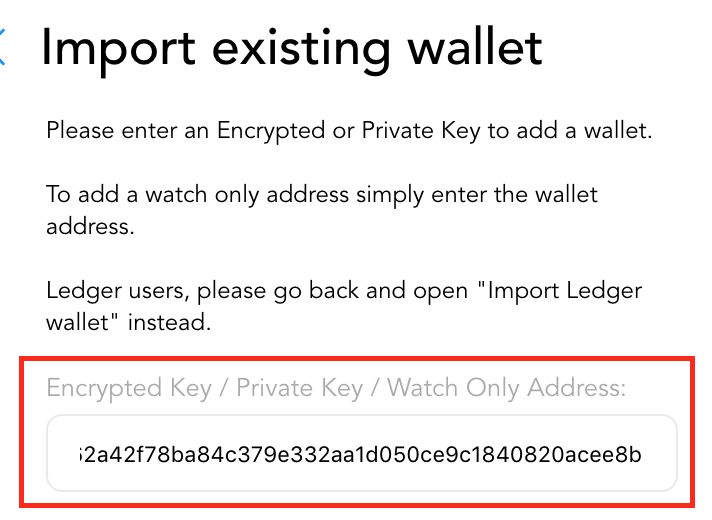 Import existing wallet
Please enter an Encrypted or Private Key to add a wallet.
To add a watch only address simply enter the wallet
address.
Ledger users, please go back and open "Import Ledger
wallet" instead.
Encrypted Key / Private Key / Watch Only Address:
62a42f78ba84c379e332aa1d050ce9c1840820acee8b